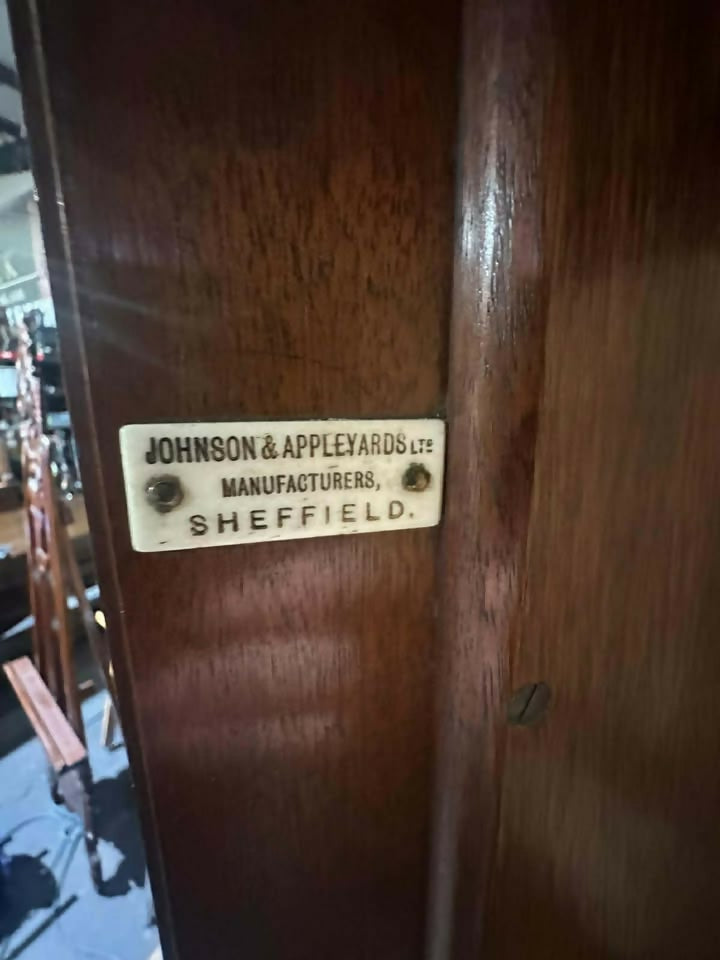 JOHNSON & APPLEYARDS LTD
MANUFACTURERS,
SHEFFIELD.